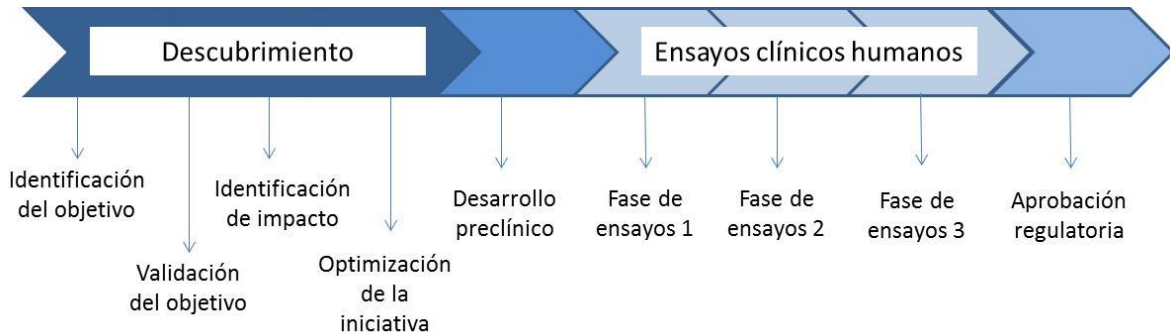 Descubrimiento
Ensayos clínicos humanos
Identificación
del objetivo
Validación
del objetivo
Identificación
de impacto
Optimización
de la
iniciativa
Desarrollo
preclínico
Fase de
ensayos 1
Fase de
ensayos 2
Fase de
ensayos 3
Aprobación
regulatoria